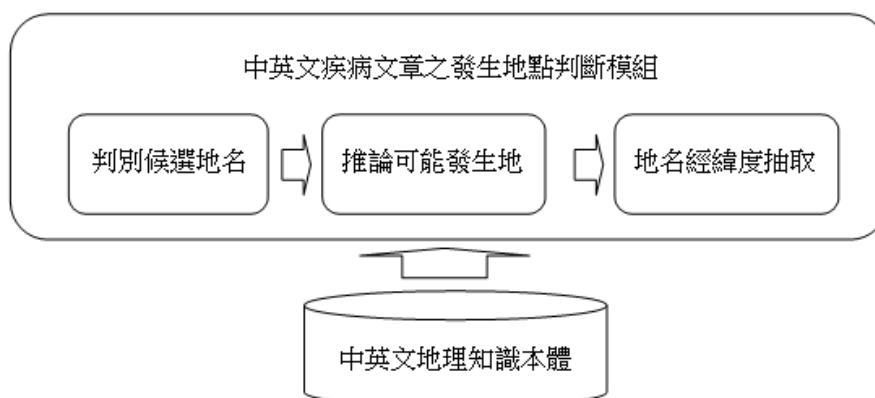 中英文疾病文章之發生地點判斷模組
判別候選地名
推論可能發生地
地名經緯度抽取
中英文地理知識本體